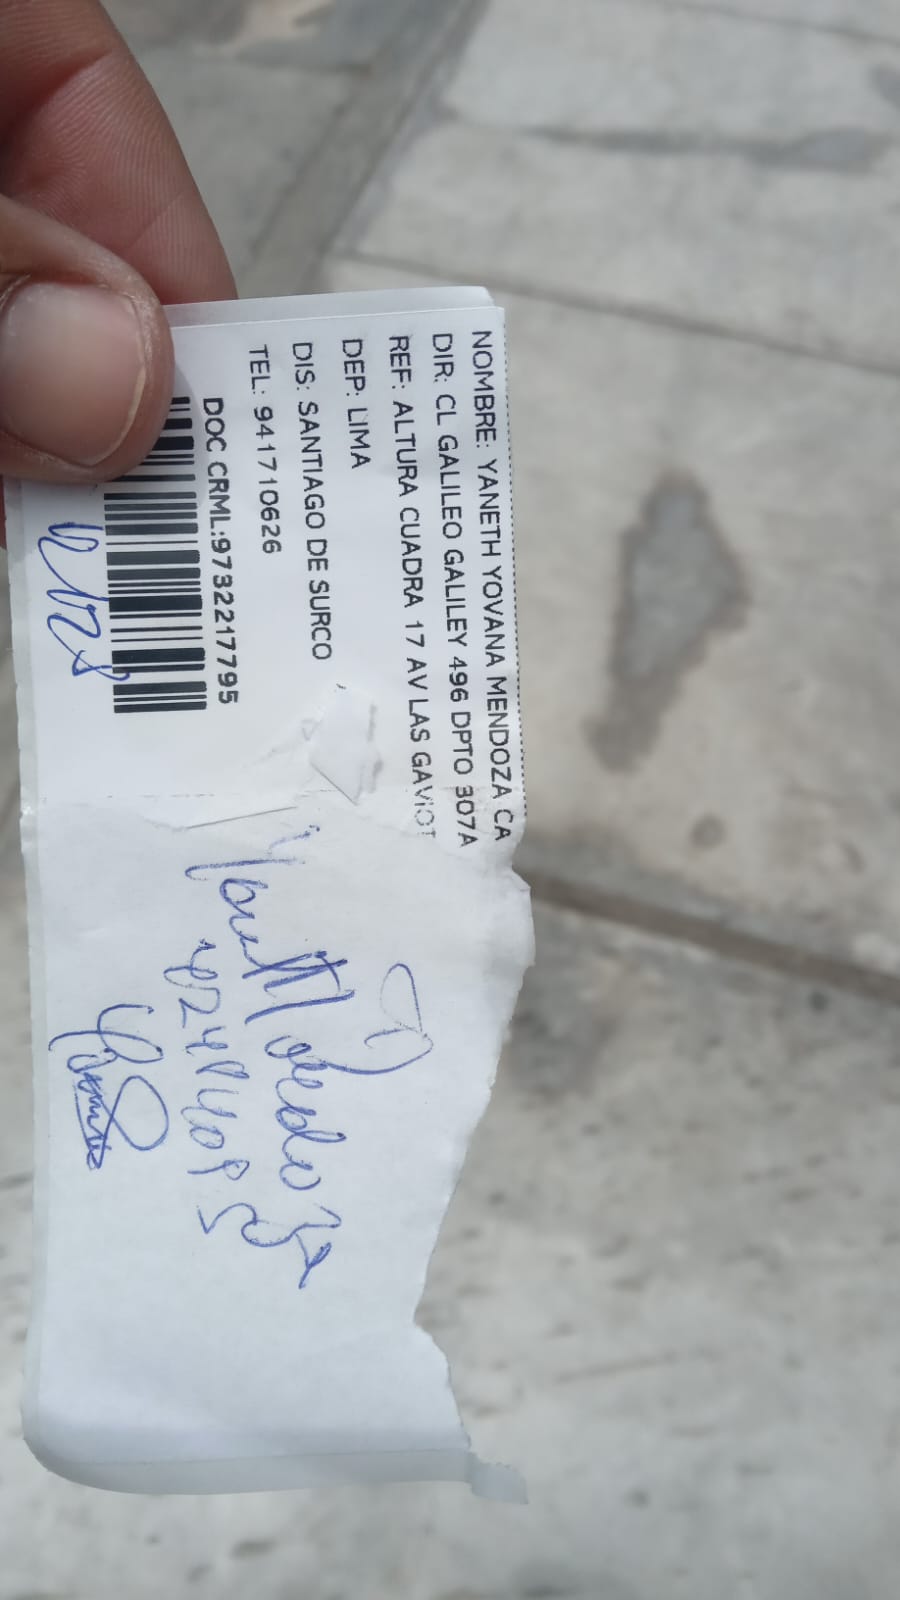 NOMBRE: YANETH YOVANA MENDOZA CA
DIR: CL GALILEO GALILEY 496 DPTO 307A
REF: ALTURA CUADRA 17 AV LAS GAVIOT
DEP: LIMA
DIS: SANTIAGO DE SURCO
TEL: 941710626
DOC CRML:9732217795
Mendoza